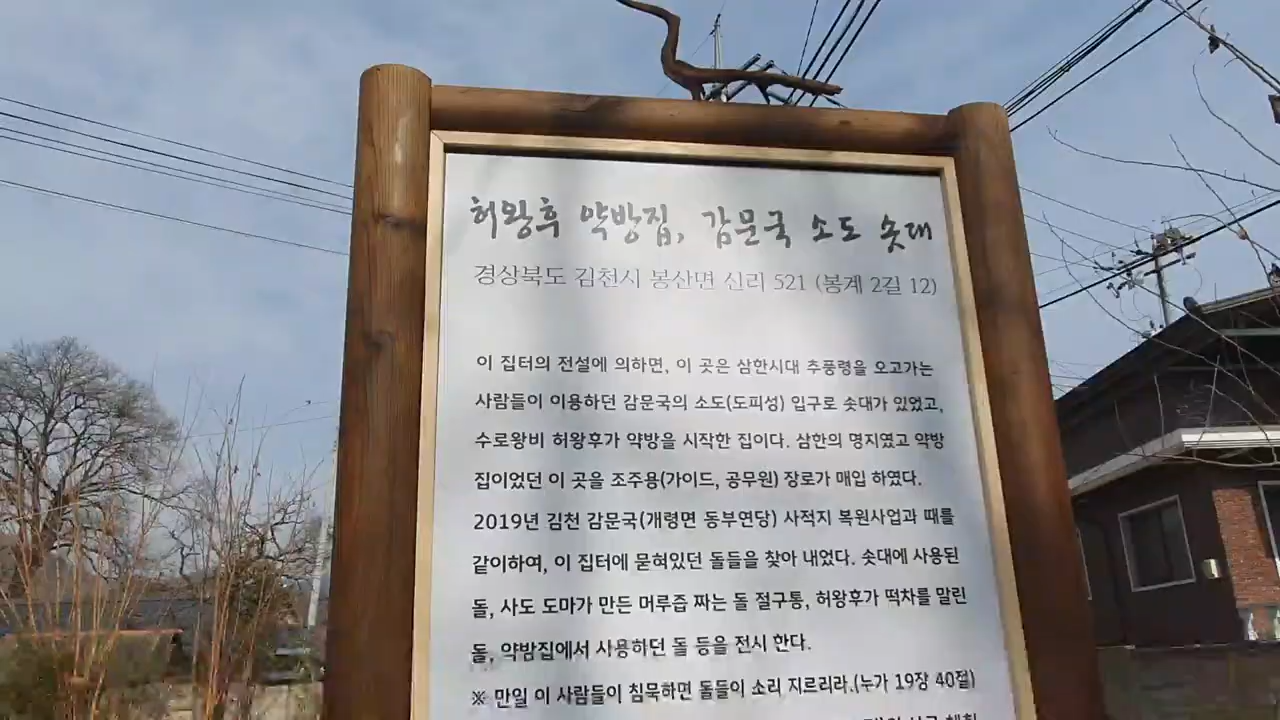 허왕후 약방집, 감문국 소도 솟대
경상북도 김천시 봉산면 신리 521 (봉계 2길 12)
이 집터의 전설에 의하면, 이 곳은 삼한시대 추풍령을 오고가는
사람들이 이용하던 감문국의 소도(도피성) 입구로 솟대가 있었고,
수로왕비 허왕후가 약방을 시작한 집이다. 삼한의 명지였고 약방
집이었던 이 곳을 조주용(가이드, 공무원) 장로가 매입 하였다.
2019년 김천 감문국(개령면 동부연당) 사적지 복원사업과 때를
같이하여, 이 집터에 묻혀있던 돌들을 찾아 내었다. 솟대에 사용된
돌, 사도 도마가 만든 머루즙 짜는 돌 절구통, 허왕후가 떡차를 말린
돌, 약밤집에서 사용하던 돌 등을 전시 한다.
※ 만일 이 사람들이 침묵하면 돌들이 소리 지르리라.(누가 19장 40절)